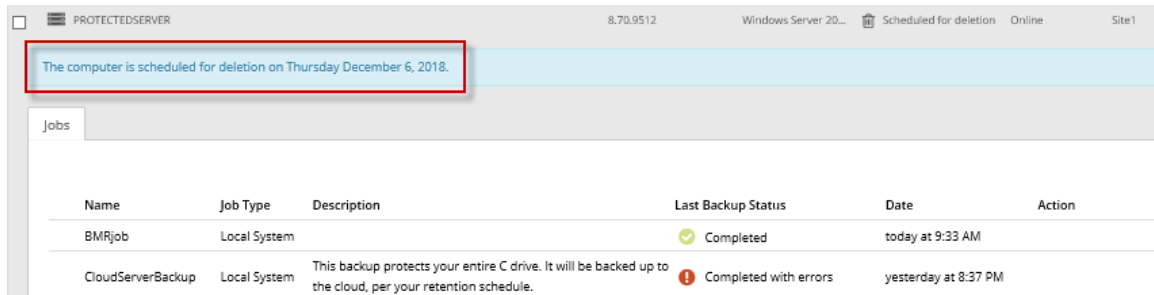 PROTECTEDSERVER 8.70.9512 Windows Server 20... Scheduled for deletion Online Site1
The computer is scheduled for deletion on Thursday December 6, 2018.
Jobs
Name Job Type Description Last Backup Status Date Action
BMRjob Local System Completed today at 9:33 AM
CloudServerBackup Local System This backup protects your entire C drive. It will be backed up to Completed with errors yesterday at 8:37 PM
the cloud, per your retention schedule.